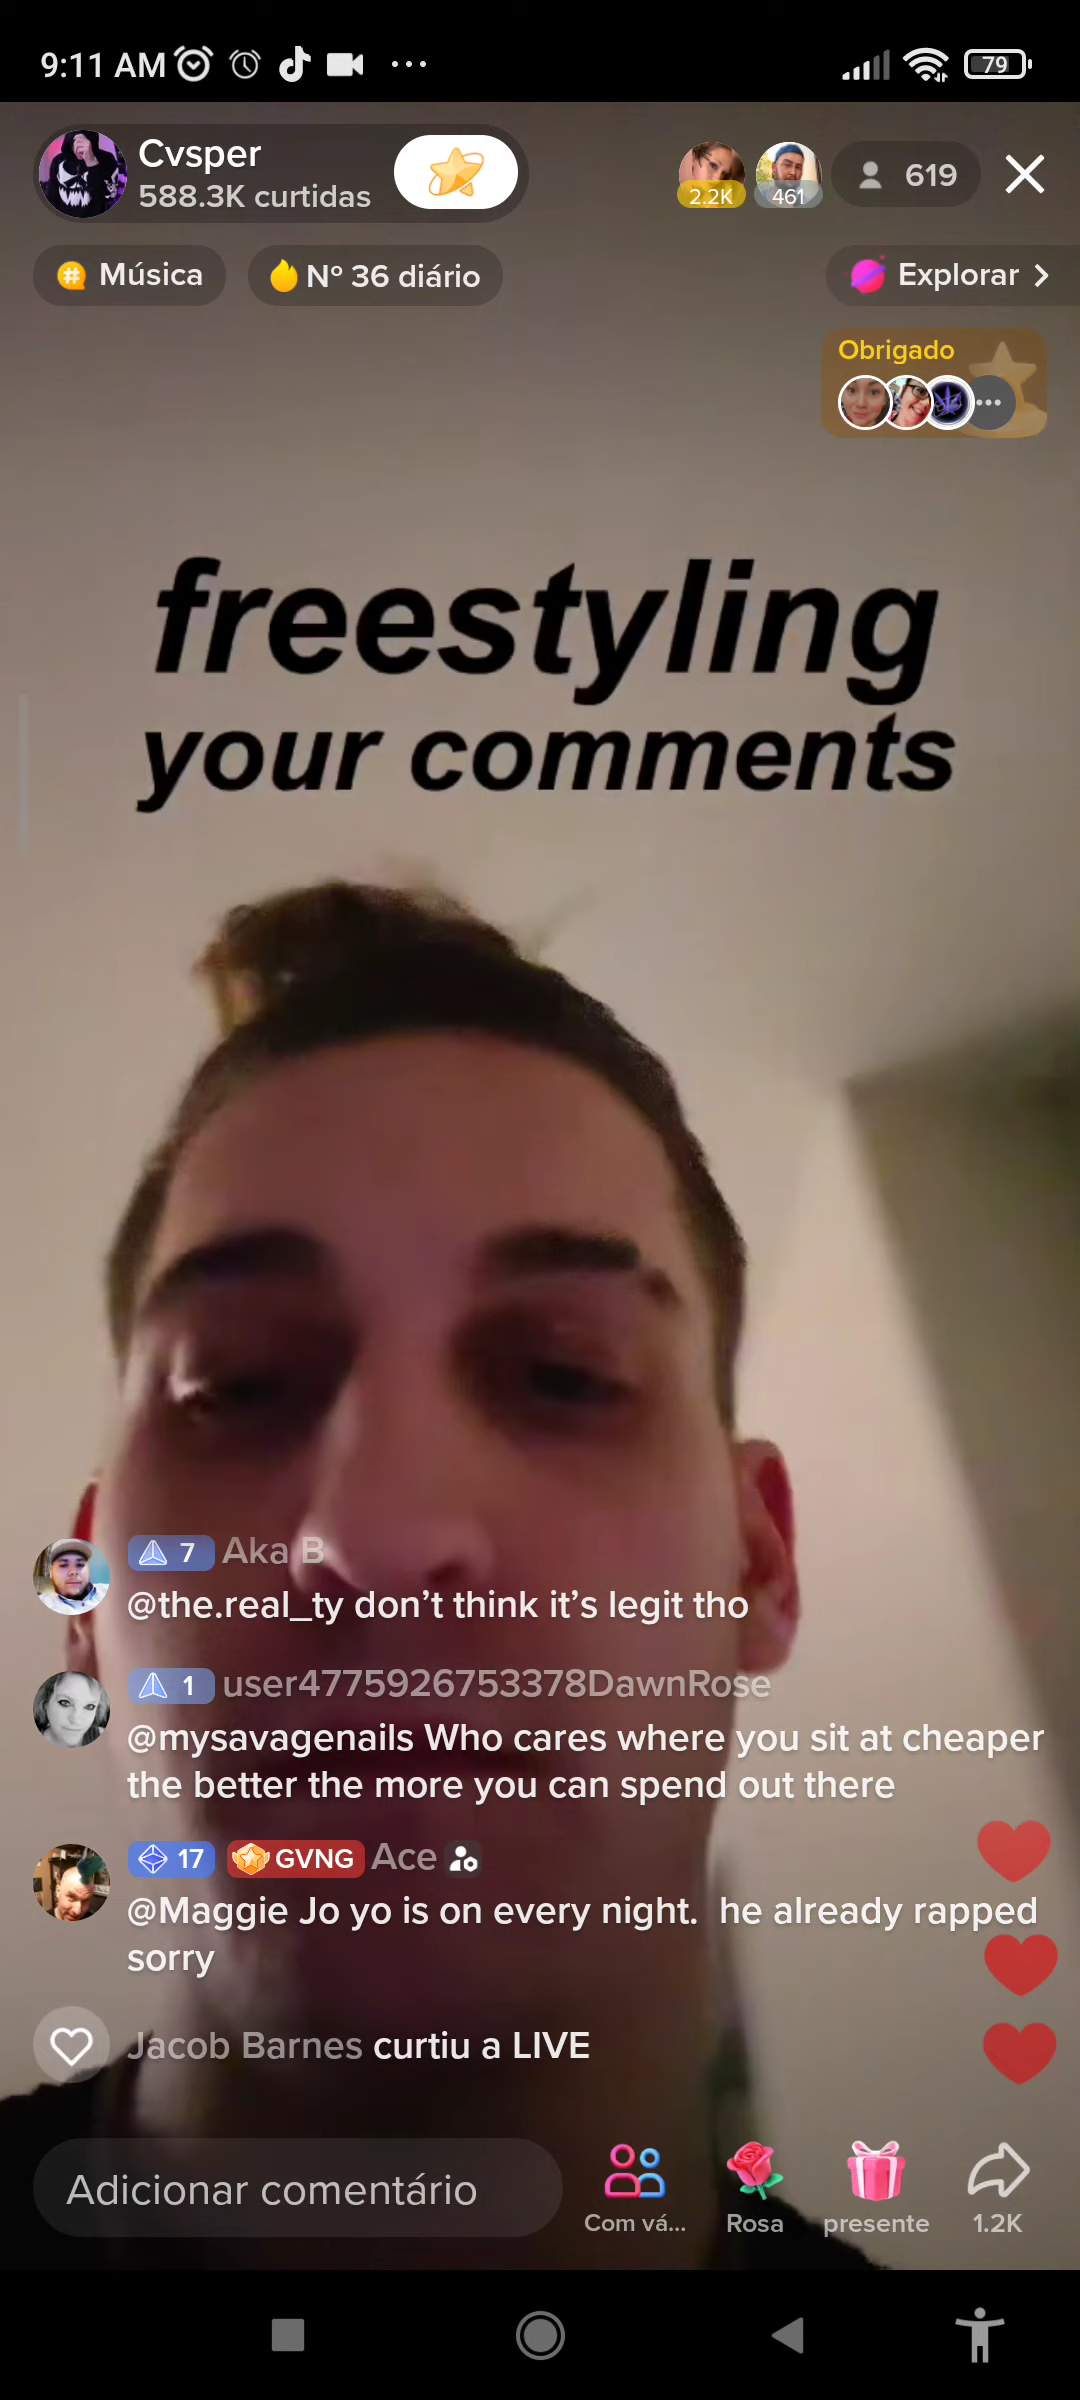 9:11 AM
79
Cvsper
588.3K curtidas
2.2K
461
619
Música
Nº 36 diário
Explorar
Obrigado
freestyling
your comments
7 Aka B
@the.real_ty don’t think it’s legit tho
1 user4775926753378DawnRose
@mysavagenails Who cares where you sit at cheaper
the better the more you can spend out there
17 GVNG Ace
@Maggie Jo yo is on every night.  he already rapped
sorry
Jacob Barnes curtiu a LIVE
Adicionar comentário
Com vá...
Rosa
presente
1.2K